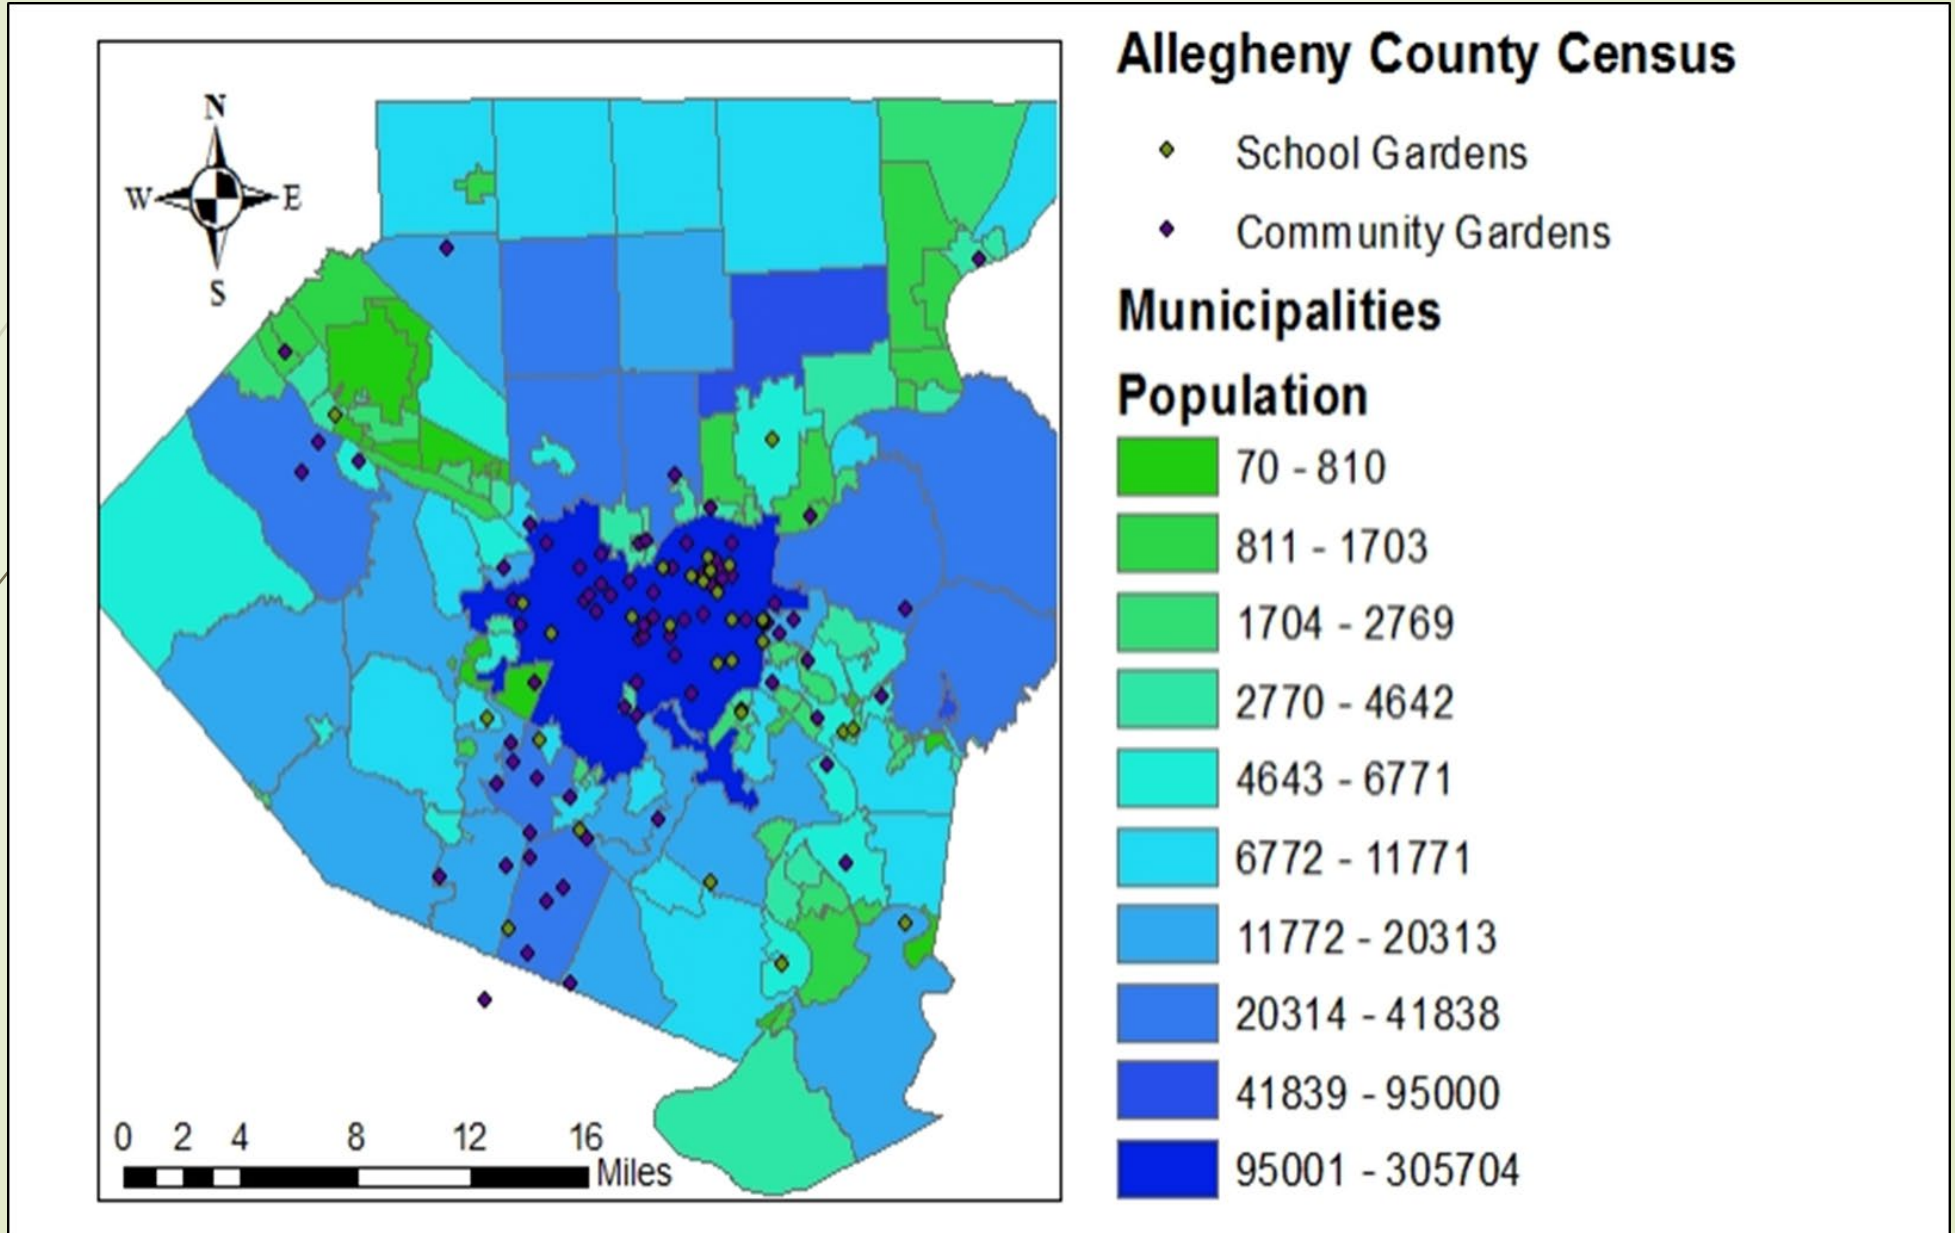 Allegheny County Census
School Gardens
Community Gardens
Municipalities
Population
70 - 810
811 - 1703
1704 - 2769
2770 - 4642
4643 - 6771
6772 - 11771
11772 - 20313
20314 - 41838
41839 - 95000
95001 - 305704
N
W E
S
0 2 4 8 12 16
Miles